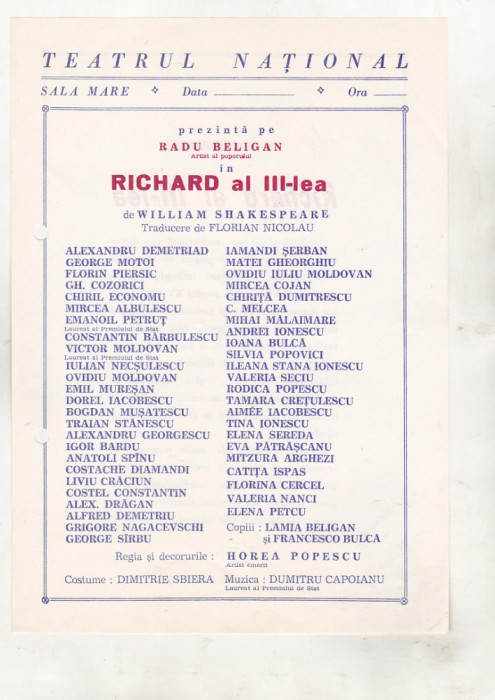 TEATRUL NAȚIONAL
SALA MARE Data Ora
prezintă pe
RADU BELIGAN
Artist al poporului
în
RICHARD al III-lea
de WILLIAM SHAKESPEARE
Traducere de FLORIAN NICOLAU
ALEXANDRU DEMETRIAD
GEORGE MOTOI
FLORIN PIERSIC
GH. COZORICI
CHIRIL ECONOMU
MIRCEA ALBULESCU
EMANOIL PETRUȚ
Laureat al Premiului de Stat
CONSTANTIN BĂRBULESCU
VICTOR MOLDOVAN
Laureat al Premiului de Stat
IULIAN NECȘULESCU
OVIDIU MOLDOVAN
EMIL MUREȘAN
DOREL IACOBESCU
BOGDAN MUȘATESCU
TRAIAN STĂNESCU
ALEXANDRU GEORGESCU
IGOR BARDU
ANATOLI SPÎNU
COSTACHE DIAMANDI
LIVIU CRĂCIUN
COSTEL CONSTANTIN
ALEX. DRĂGAN
ALFRED DEMETRIU
GRIGORE NAGACEVSCHI
GEORGE SÎRBU
IAMANDI ȘERBAN
MATEI GHEORGHIU
OVIDIU IULIU MOLDOVAN
MIRCEA COJAN
CHIRIȚĂ DUMITRESCU
C. MELCEA
MIHAI MĂLAIMARE
ANDREI IONESCU
IOANA BULCĂ
SILVIA POPOVICI
ILEANA STANA IONESCU
VALERIA SECIU
RODICA POPESCU
TAMARA CREȚULESCU
AIMÉE IACOBESCU
TINA IONESCU
ELENA SEREDA
EVA PĂTRĂȘCANU
MITZURA ARGHEZI
CATIȚA ISPAS
FLORINA CERCEL
VALERIA NANCI
ELENA PETCU
Copiii : LAMIA BELIGAN
și FRANCESCO BULCĂ
Regia și decorurile : HOREA POPESCU
Artist emerit
Costume : DIMITRIE SBIERA Muzica : DUMITRU CAPOIANU
Laureat al Premiului de Stat